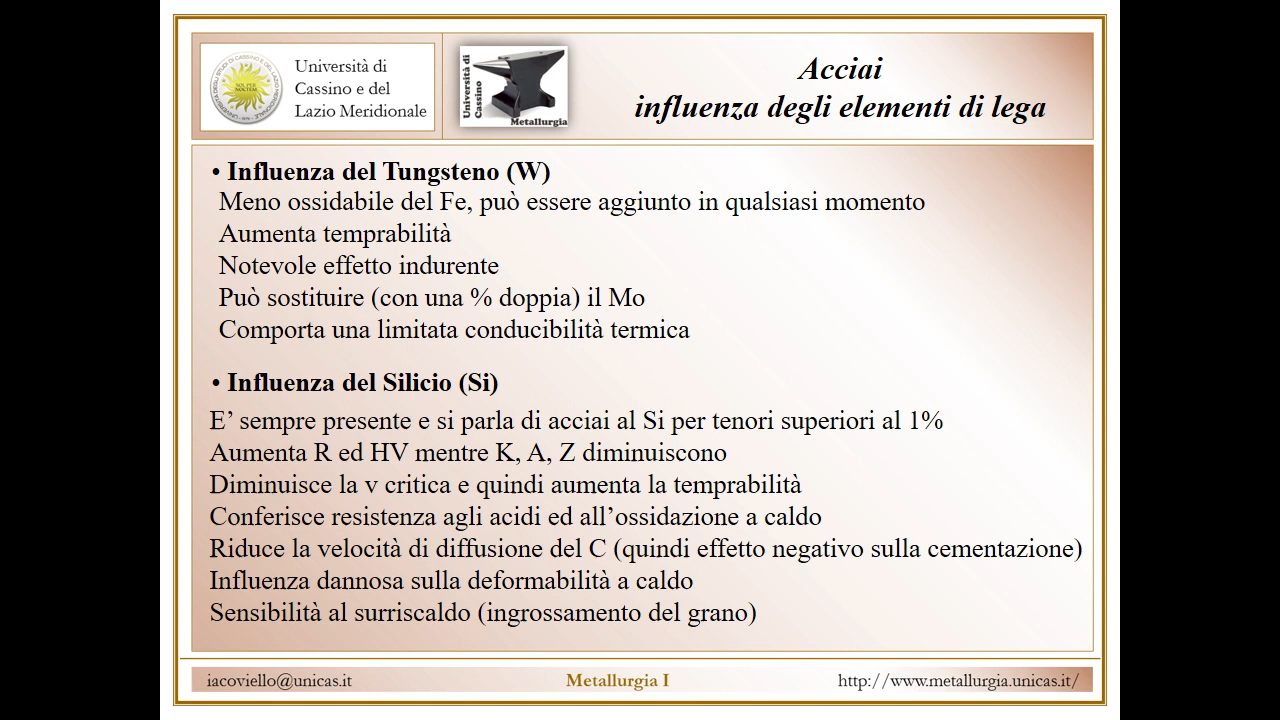 Università di
Cassino e del
Lazio Meridionale
Università di
Cassino
Metallurgia
Acciai
influenza degli elementi di lega
• Influenza del Tungsteno (W)
Meno ossidabile del Fe, può essere aggiunto in qualsiasi momento
Aumenta temprabilità
Notevole effetto indurente
Può sostituire (con una % doppia) il Mo
Comporta una limitata conducibilità termica
• Influenza del Silicio (Si)
E’ sempre presente e si parla di acciai al Si per tenori superiori al 1%
Aumenta R ed HV mentre K, A, Z diminuiscono
Diminuisce la v critica e quindi aumenta la temprabilità
Conferisce resistenza agli acidi ed all’ossidazione a caldo
Riduce la velocità di diffusione del C (quindi effetto negativo sulla cementazione)
Influenza dannosa sulla deformabilità a caldo
Sensibilità al surriscaldo (ingrossamento del grano)
iacoviello@unicas.it
Metallurgia I
http://www.metallurgia.unicas.it/